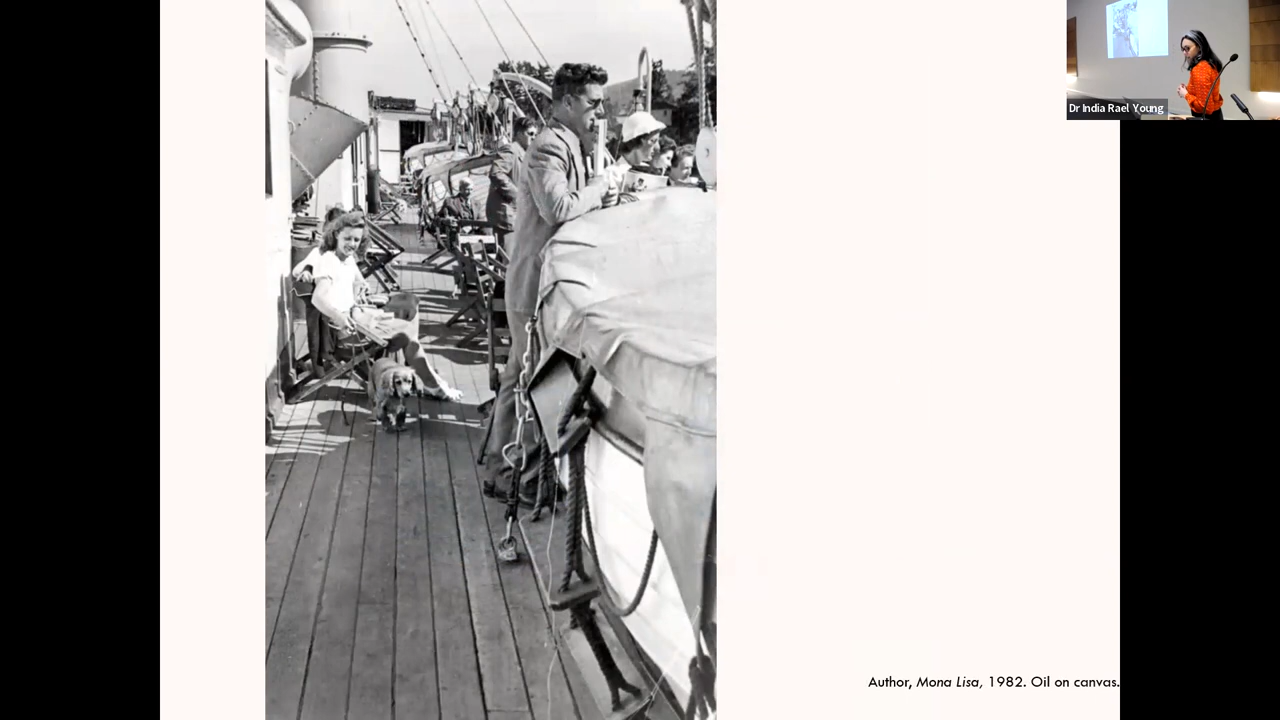 Dr India Rael Young
Author, Mona Lisa, 1982. Oil on canvas.